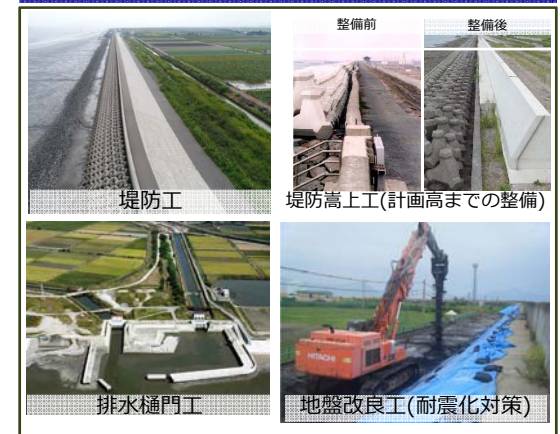 整備前
整備後
堤防工
堤防嵩上工(計画高までの整備)
HITACHI
排水樋門工
地盤改良工(耐震化対策)